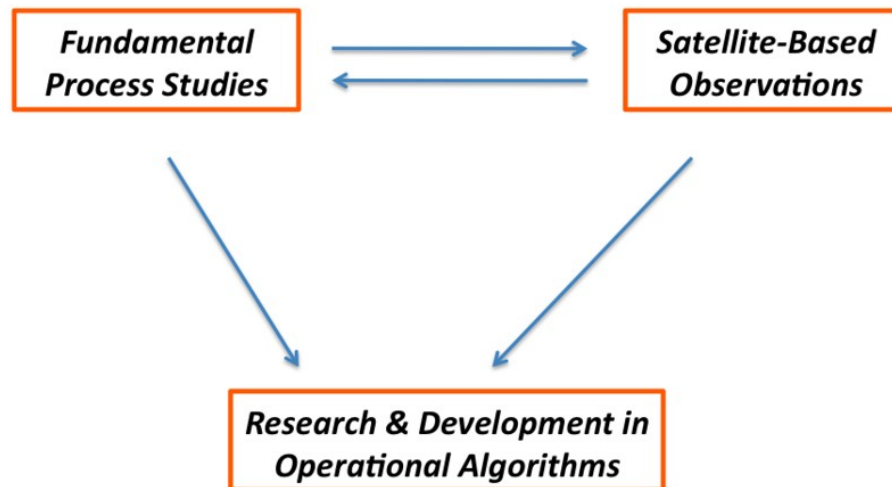 Fundamental
Process Studies
Satellite-Based
Observations
Research & Development in
Operational Algorithms